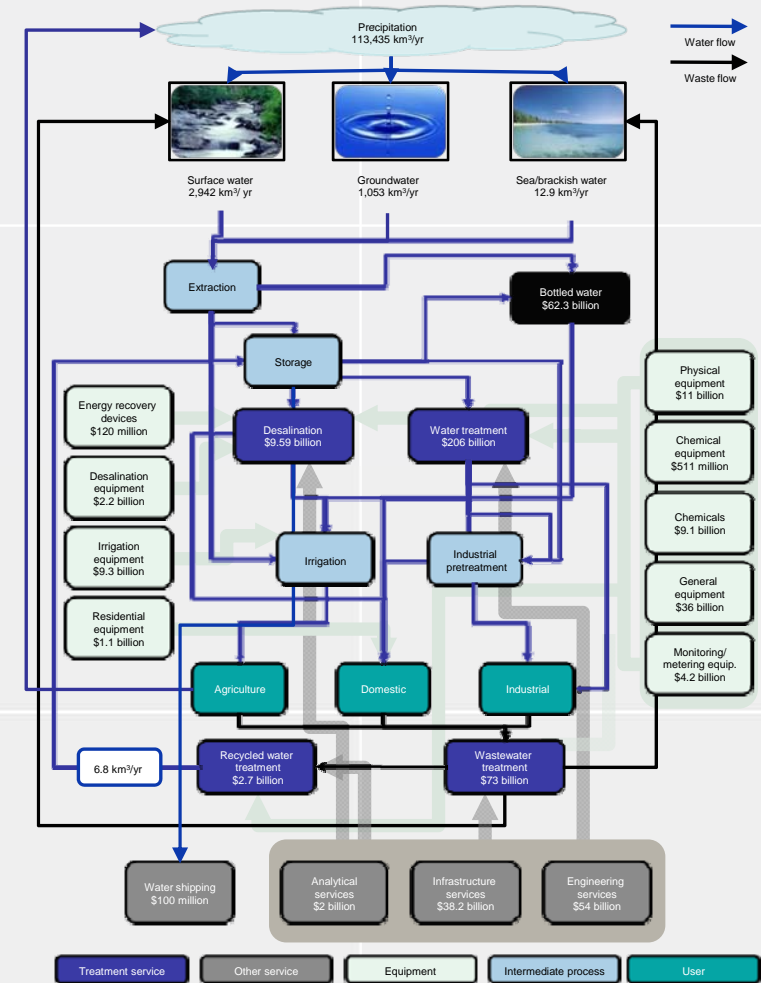 Precipitation
113,435 km³/yr
Water flow
Waste flow
Surface water
2,942 km³/ yr
Groundwater
1,053 km³/yr
Sea/brackish water
12.9 km³/yr
Extraction
Bottled water
$62.3 billion
Storage
Physical
equipment
$11 billion
Energy recovery
devices
$120 million
Desalination
$9.59 billion
Water treatment
$206 billion
Chemical
equipment
$511 million
Desalination
equipment
$2.2 billion
Chemicals
$9.1 billion
Irrigation
equipment
$9.3 billion
Irrigation
Industrial
pretreatment
General
equipment
$36 billion
Residential
equipment
$1.1 billion
Monitoring/
metering equip.
$4.2 billion
Agriculture
Domestic
Industrial
6.8 km³/yr
Recycled water
treatment
$2.7 billion
Wastewater
treatment
$73 billion
Water shipping
$100 million
Analytical
services
$2 billion
Infrastructure
services
$38.2 billion
Engineering
services
$54 billion
Treatment service
Other service
Equipment
Intermediate process
User